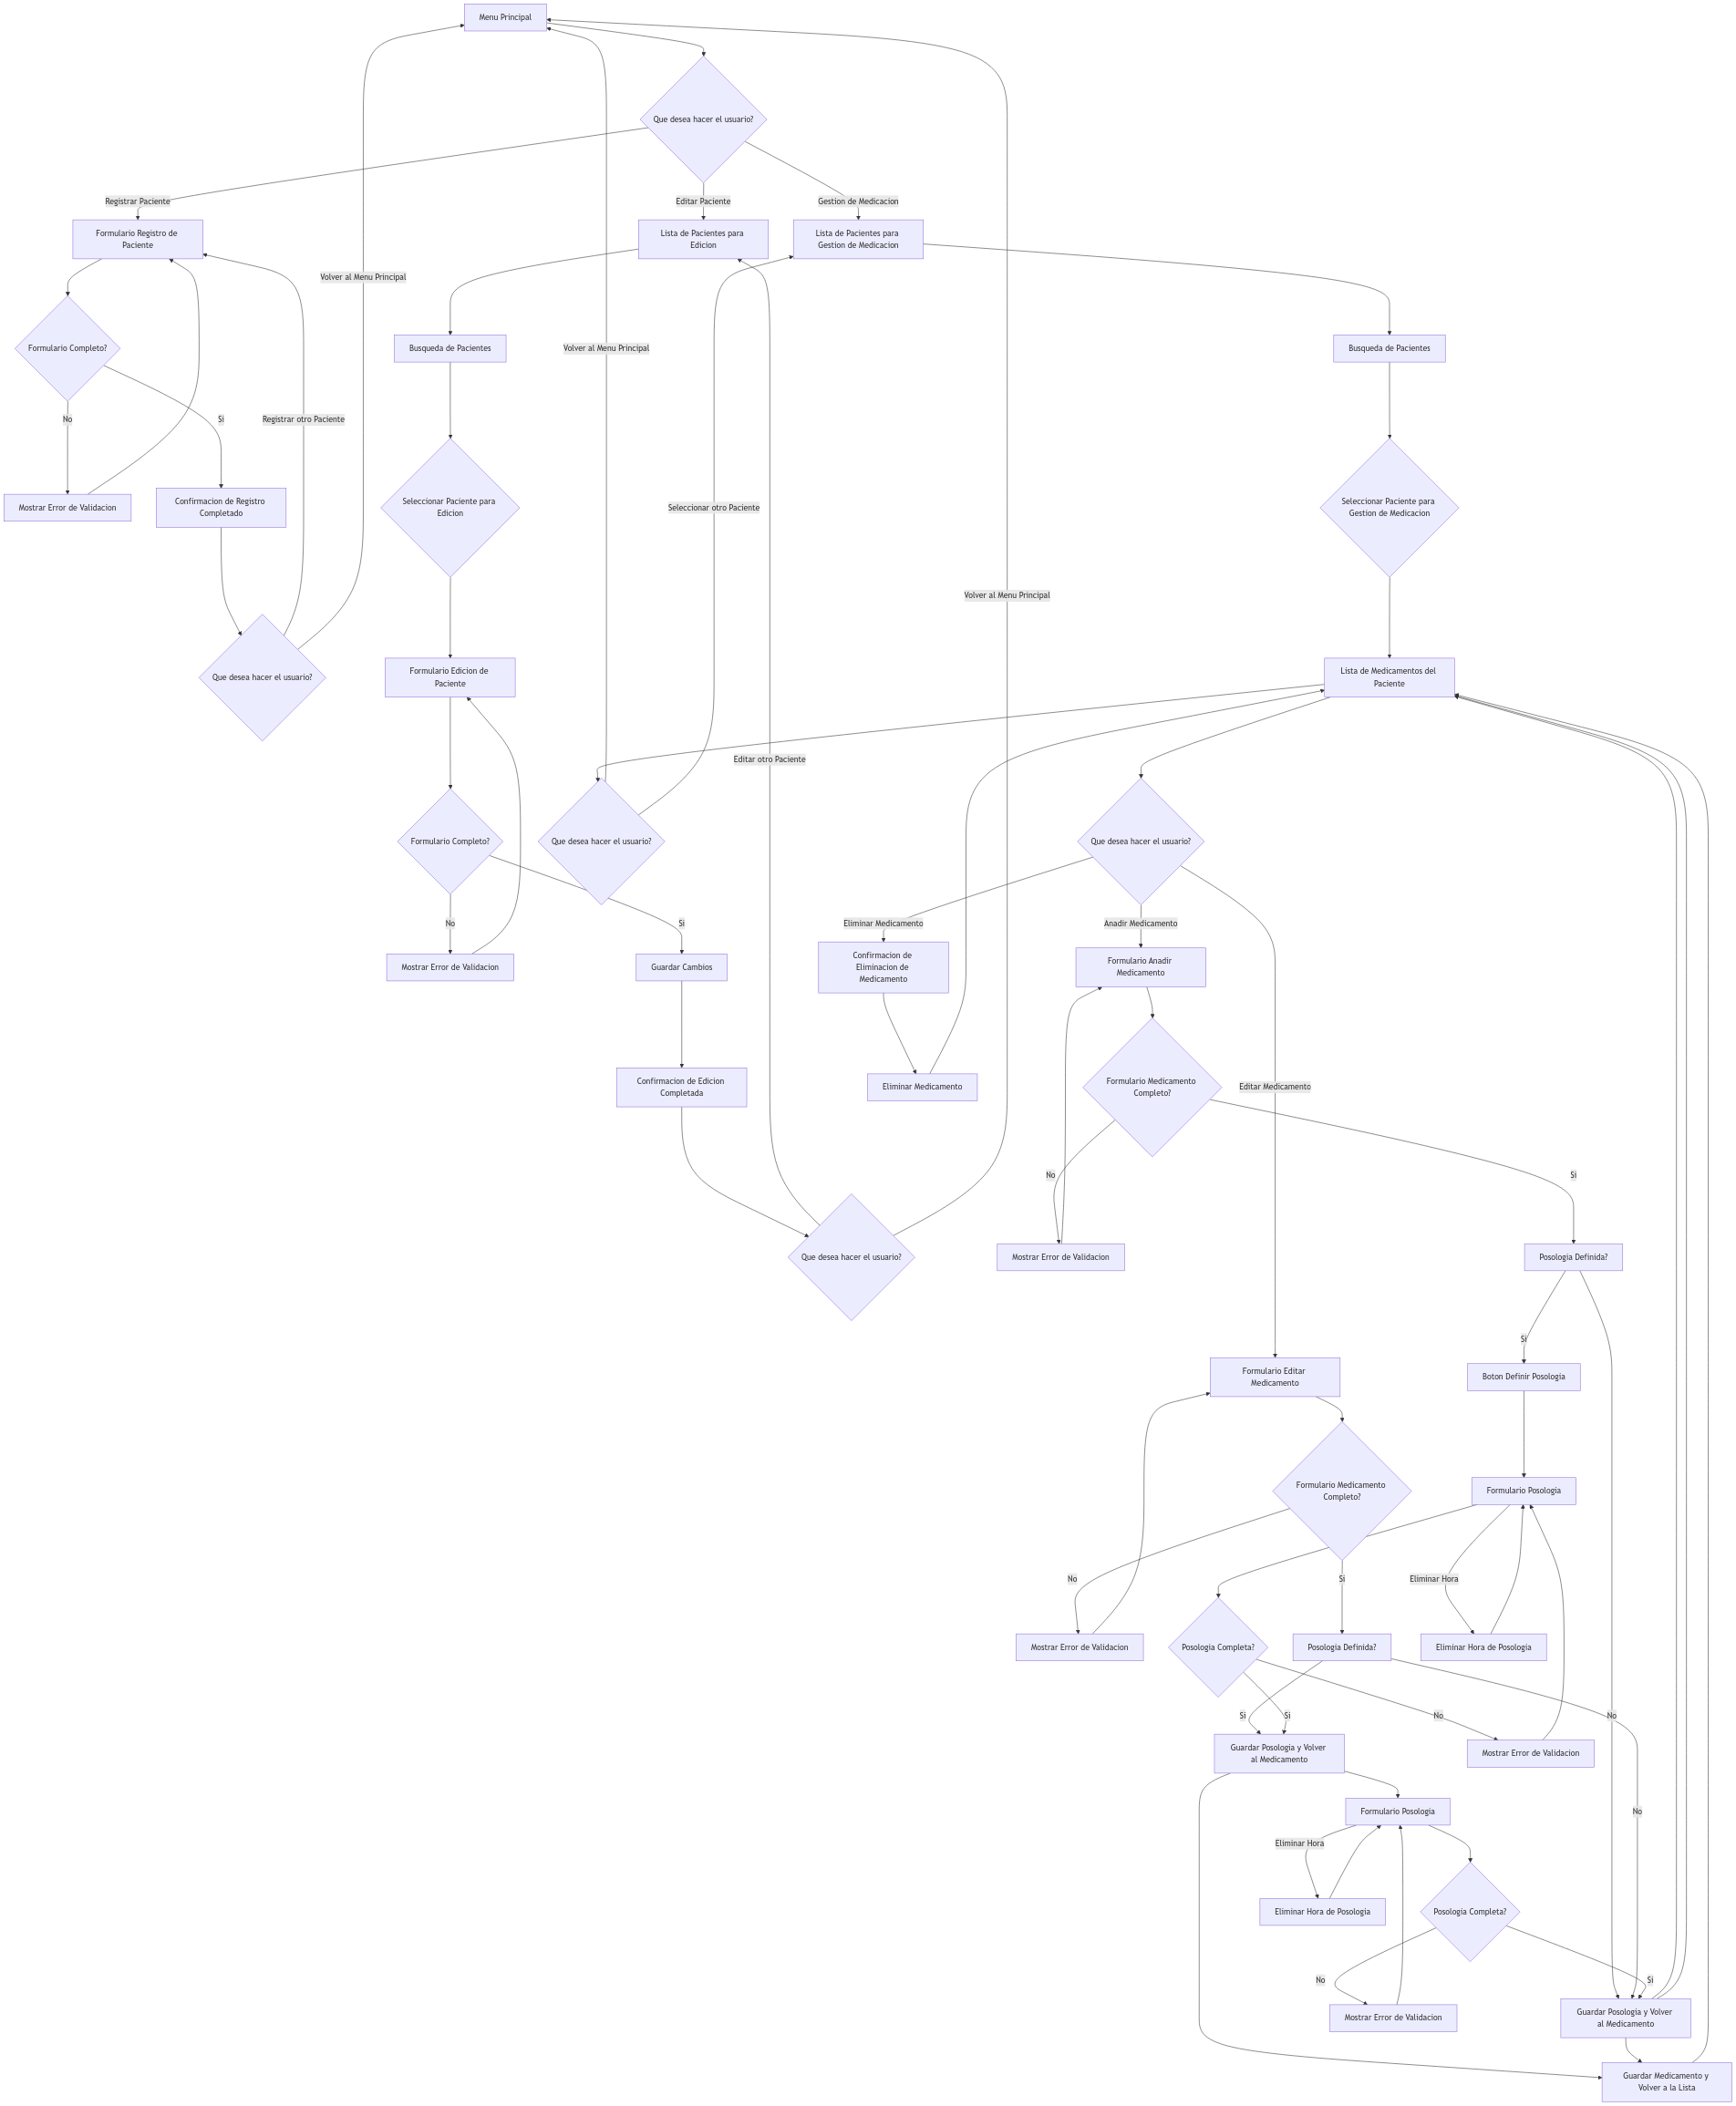 Menu Principal
Que desea hacer el usuario?
Registrar Paciente
Editar Paciente
Gestion de Medicacion
Formulario Registro de
Paciente
Lista de Pacientes para
Edicion
Lista de Pacientes para
Gestion de Medicacion
Volver al Menu Principal
Formulario Completo?
Busqueda de Pacientes
Volver al Menu Principal
Busqueda de Pacientes
No
Si
Registrar otro Paciente
Mostrar Error de Validacion
Confirmacion de Registro
Completado
Seleccionar Paciente para
Edicion
Seleccionar otro Paciente
Seleccionar Paciente para
Gestion de Medicacion
Volver al Menu Principal
Que desea hacer el usuario?
Formulario Edicion de
Paciente
Lista de Medicamentos del
Paciente
Editar otro Paciente
Formulario Completo?
Que desea hacer el usuario?
Que desea hacer el usuario?
No
Si
Eliminar Medicamento
Anadir Medicamento
Mostrar Error de Validacion
Guardar Cambios
Confirmacion de
Eliminacion de
Medicamento
Formulario Anadir
Medicamento
Confirmacion de Edicion
Completada
Eliminar Medicamento
Formulario Medicamento
Completo?
Editar Medicamento
No
Si
Que desea hacer el usuario?
Mostrar Error de Validacion
Posologia Definida?
Si
Formulario Editar
Medicamento
Boton Definir Posologia
Formulario Medicamento
Completo?
Formulario Posologia
No
Si
Eliminar Hora
Mostrar Error de Validacion
Posologia Completa?
Posologia Definida?
Eliminar Hora de Posologia
Si
Si
No
No
Guardar Posologia y Volver
al Medicamento
Mostrar Error de Validacion
Formulario Posologia
No
Eliminar Hora
Eliminar Hora de Posologia
Posologia Completa?
No
Si
Mostrar Error de Validacion
Guardar Posologia y Volver
al Medicamento
Guardar Medicamento y
Volver a la Lista